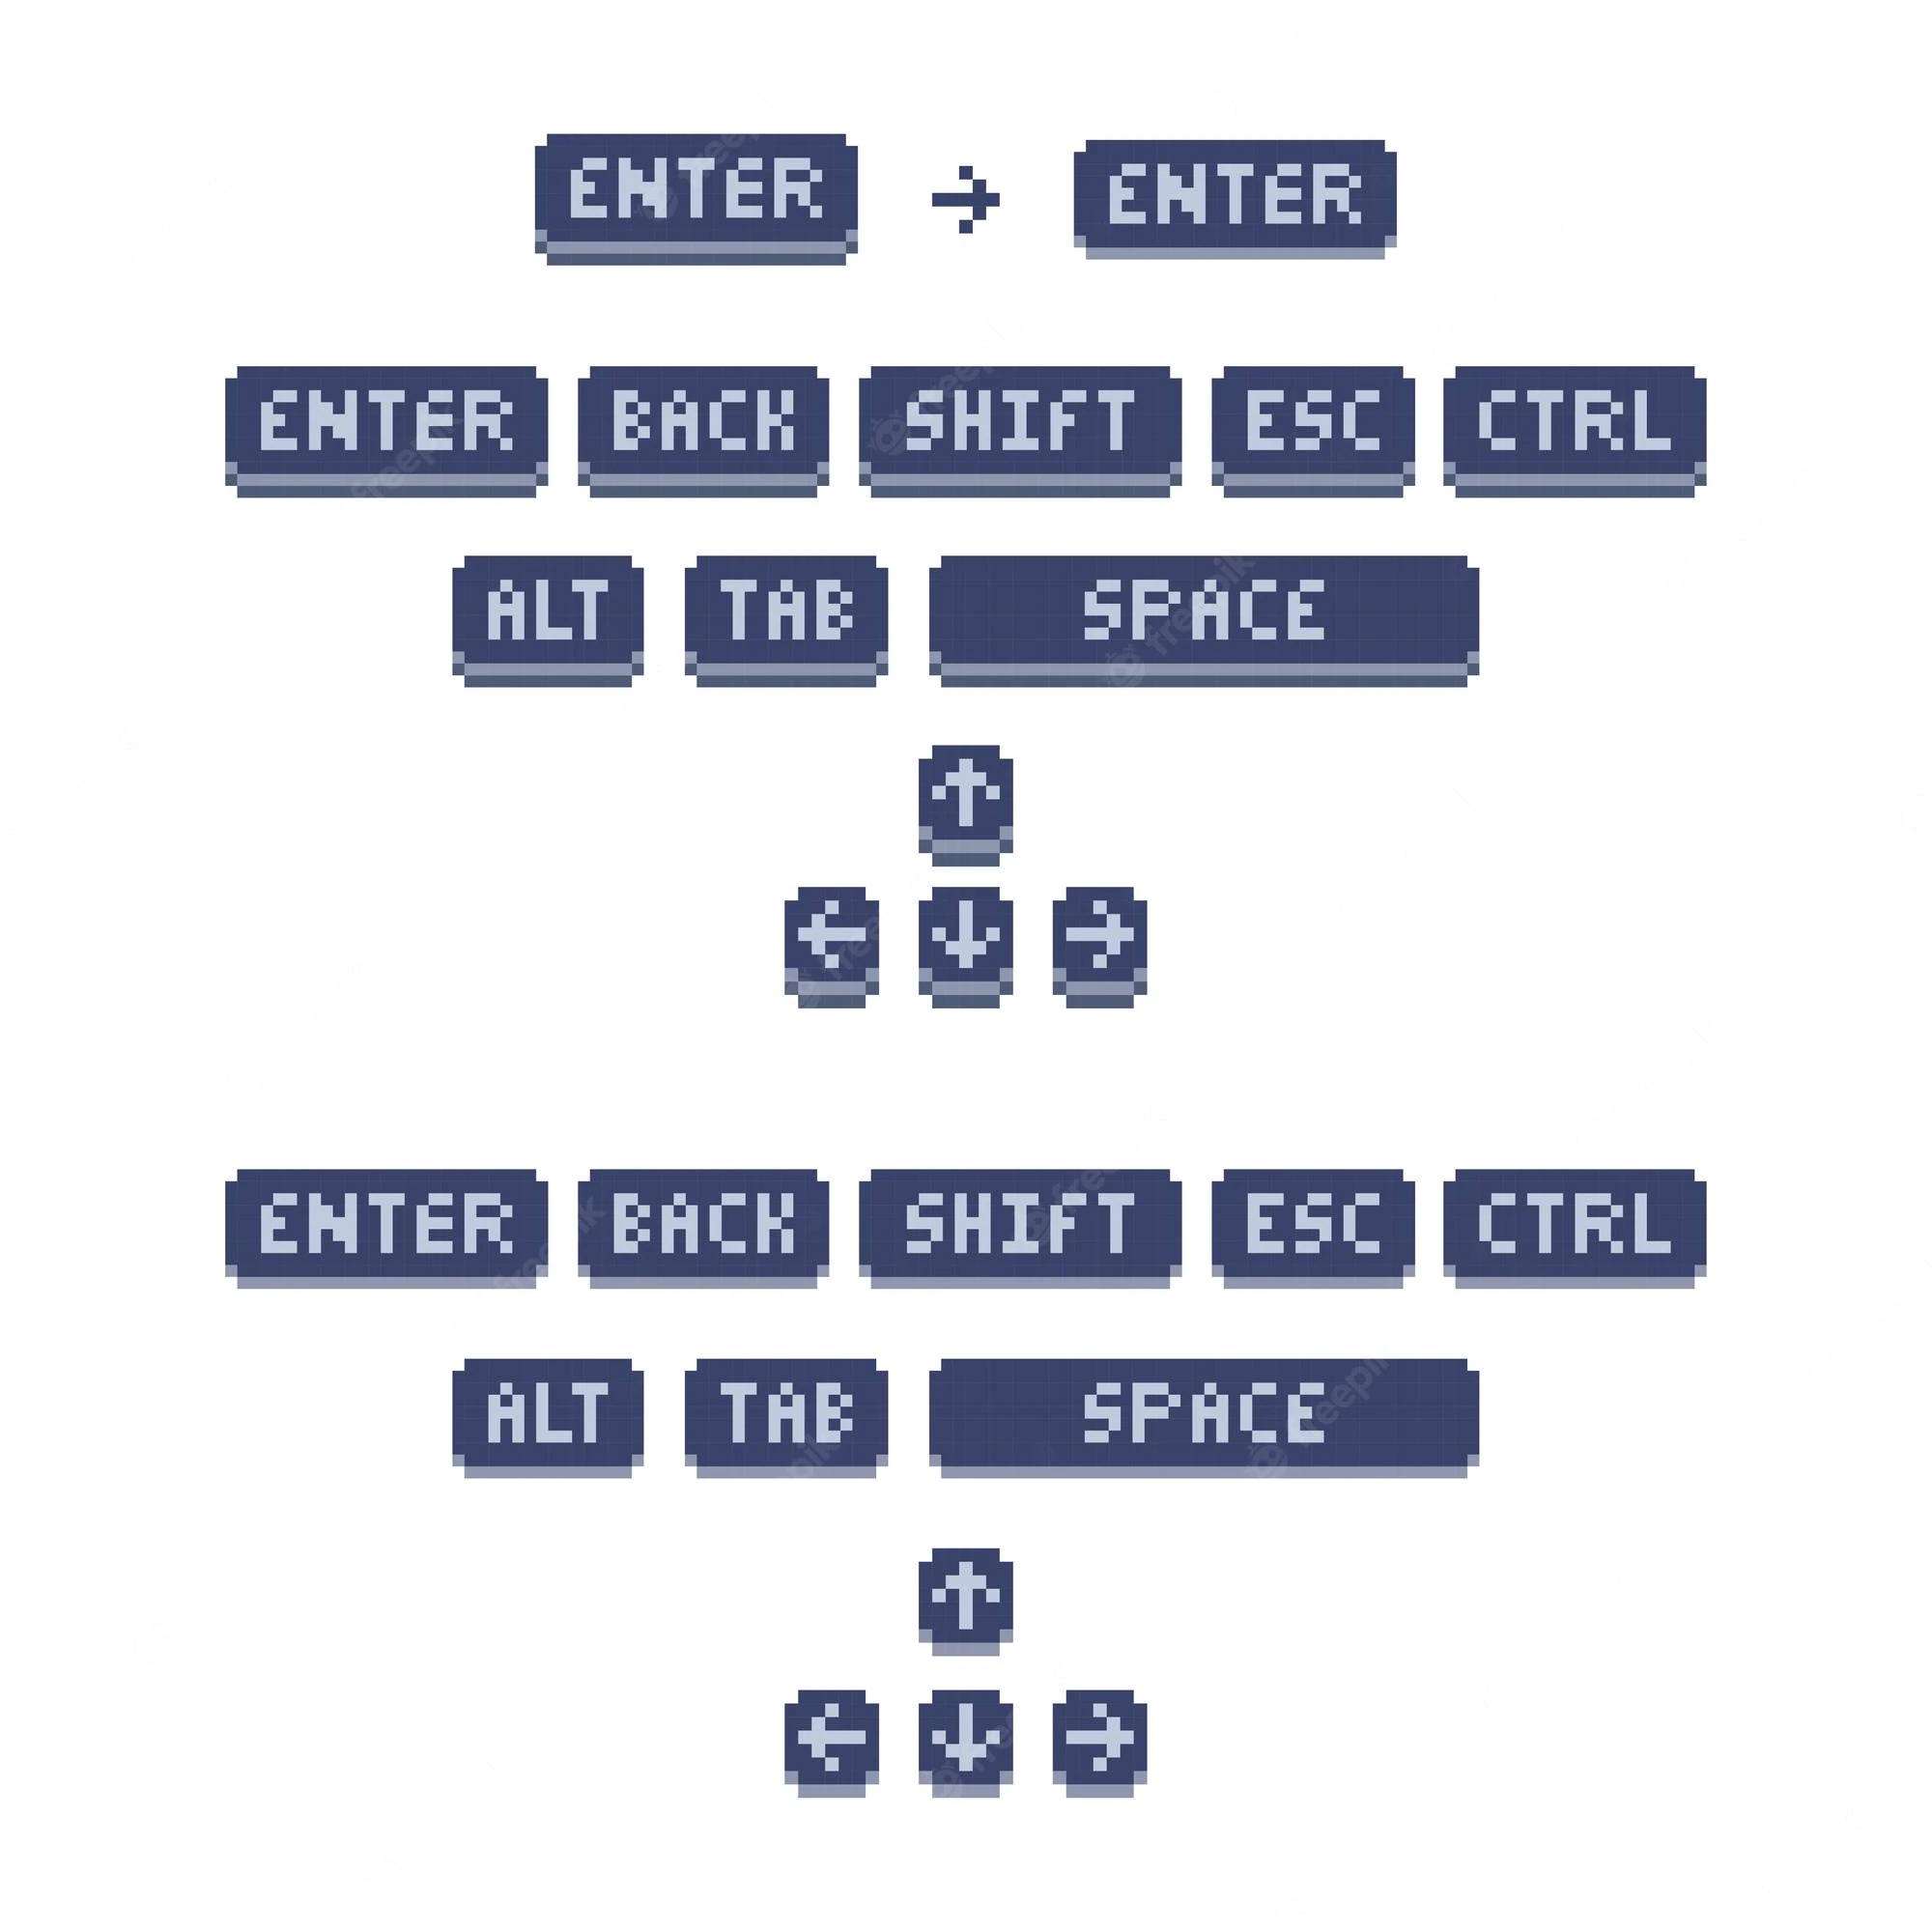 ENTER → ENTER
ENTER BACK SHIFT ESC CTRL
ALT TAB SPACE
↑
← ↓ →
ENTER BACK SHIFT ESC CTRL
ALT TAB SPACE
↑
← ↓ →